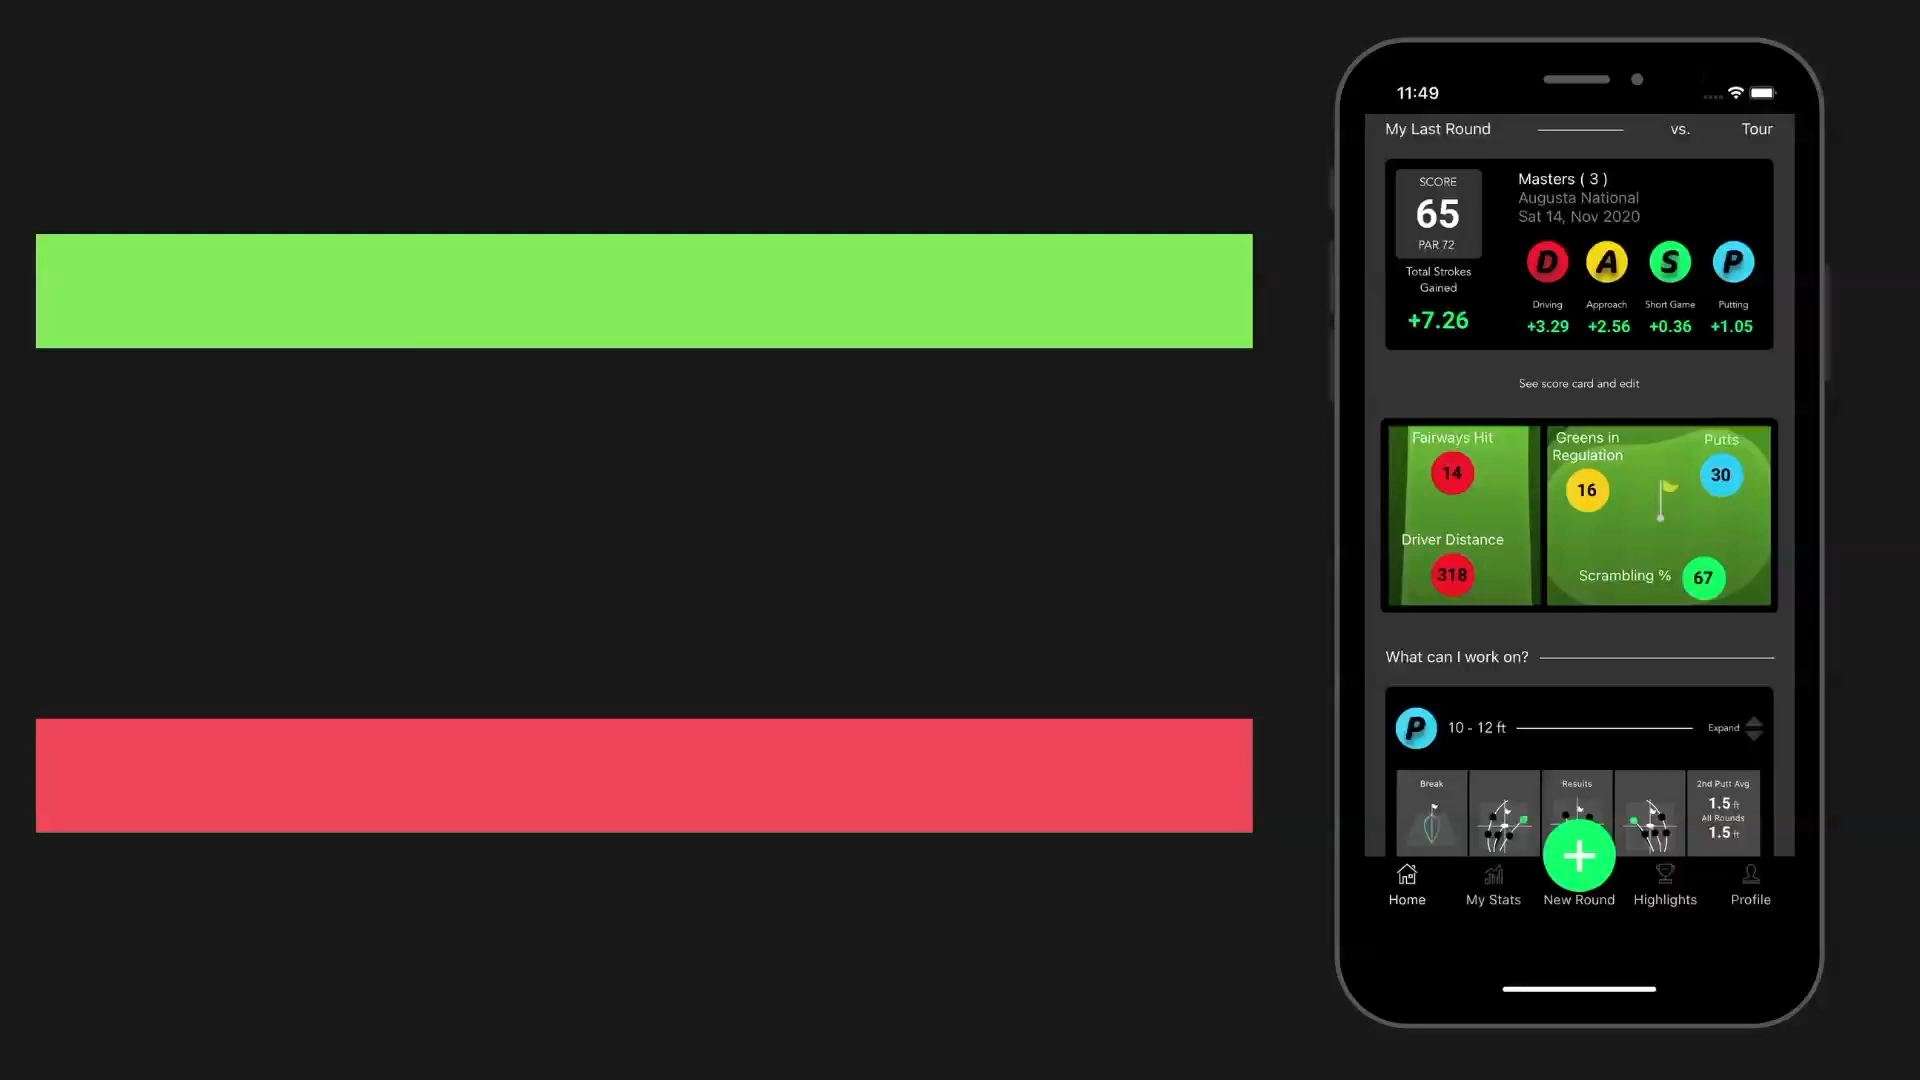 11:49
My Last Round vs. Tour
SCORE
65
PAR 72
Total Strokes
Gained
+7.26
Masters ( 3 )
Augusta National
Sat 14, Nov 2020
D A S P
Driving Approach Short Game Putting
+3.29 +2.56 +0.36 +1.05
See score card and edit
Fairways Hit
14
Driver Distance
318
Greens in
Regulation
16
Putts
30
Scrambling % 67
What can I work on?
P 10 - 12 ft Expand
Break
Results
2nd Putt Avg
1.5 ft
All Rounds
1.5 ft
+
Home My Stats New Round Highlights Profile